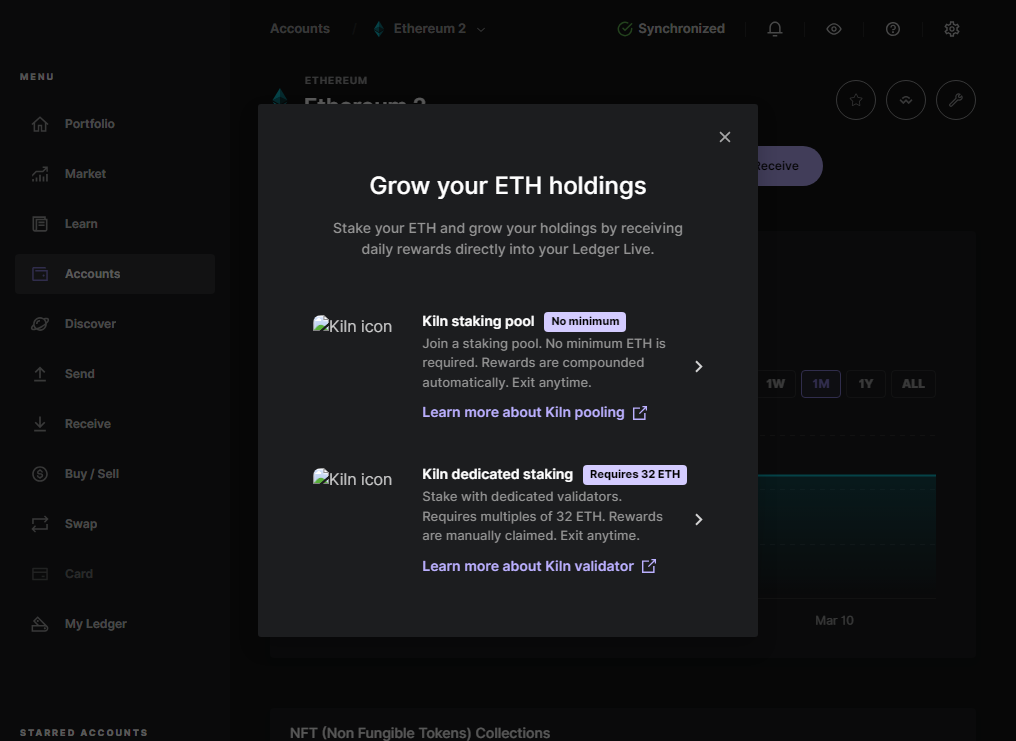 Accounts / Ethereum 2
Synchronized
MENU
Portfolio
Market
Learn
Accounts
Discover
Send
Receive
Buy / Sell
Swap
Card
My Ledger
STARRED ACCOUNTS
ETHEREUM
Ethereum 2
Receive
Grow your ETH holdings
Stake your ETH and grow your holdings by receiving
daily rewards directly into your Ledger Live.
Kiln icon
Kiln staking pool No minimum
Join a staking pool. No minimum ETH is
required. Rewards are compounded
automatically. Exit anytime.
Learn more about Kiln pooling
Kiln icon
Kiln dedicated staking Requires 32 ETH
Stake with dedicated validators.
Requires multiples of 32 ETH. Rewards
are manually claimed. Exit anytime.
Learn more about Kiln validator
1W 1M 1Y ALL
Mar 10
NFT (Non Fungible Tokens) Collections